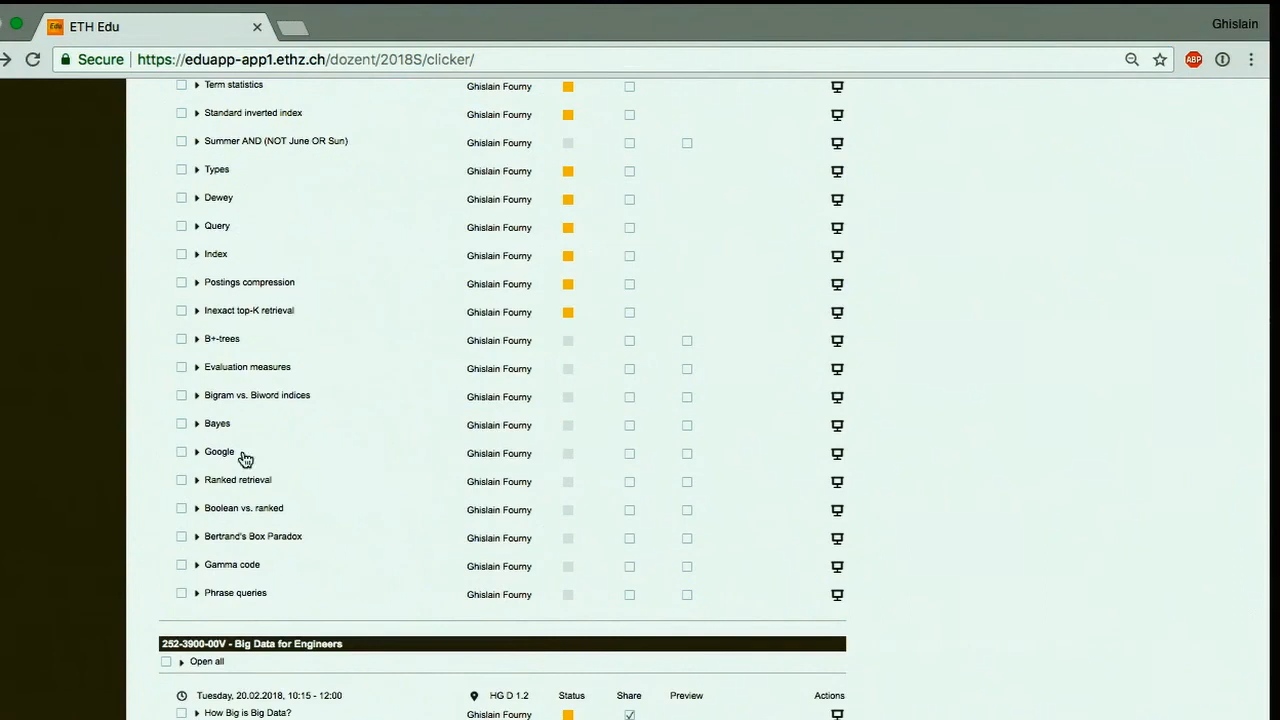 ETH Edu
Ghislain
Secure https://eduapp-app1.ethz.ch/dozent/2018S/clicker/
ABP
Term statistics Ghislain Fourny
Standard inverted index Ghislain Fourny
Summer AND (NOT June OR Sun) Ghislain Fourny
Types Ghislain Fourny
Dewey Ghislain Fourny
Query Ghislain Fourny
Index Ghislain Fourny
Postings compression Ghislain Fourny
Inexact top-K retrieval Ghislain Fourny
B+-trees Ghislain Fourny
Evaluation measures Ghislain Fourny
Bigram vs. Biword indices Ghislain Fourny
Bayes Ghislain Fourny
Google Ghislain Fourny
Ranked retrieval Ghislain Fourny
Boolean vs. ranked Ghislain Fourny
Bertrand's Box Paradox Ghislain Fourny
Gamma code Ghislain Fourny
Phrase queries Ghislain Fourny
252-3900-00V - Big Data for Engineers
Open all
Tuesday, 20.02.2018, 10:15 - 12:00 HG D 1.2 Status Share Preview Actions
How Big is Big Data? Ghislain Fourny